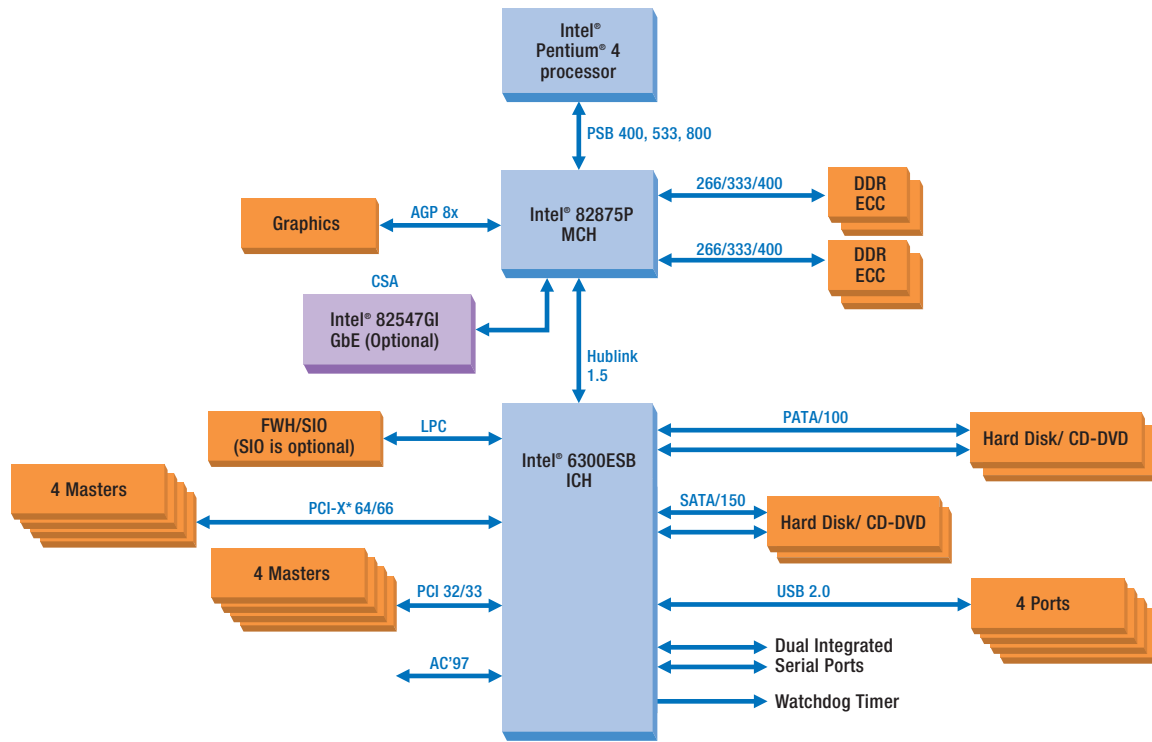 Intel®
Pentium® 4
processor
PSB 400, 533, 800
266/333/400
DDR
ECC
Graphics
AGP 8x
Intel® 82875P
MCH
266/333/400
DDR
ECC
CSA
Intel® 82547GI
GbE (Optional)
Hublink
1.5
FWH/SIO
(SIO is optional)
LPC
Intel® 6300ESB
ICH
PATA/100
Hard Disk/ CD-DVD
4 Masters
PCI-X* 64/66
SATA/150
Hard Disk/ CD-DVD
4 Masters
PCI 32/33
USB 2.0
4 Ports
AC’97
Dual Integrated
Serial Ports
Watchdog Timer